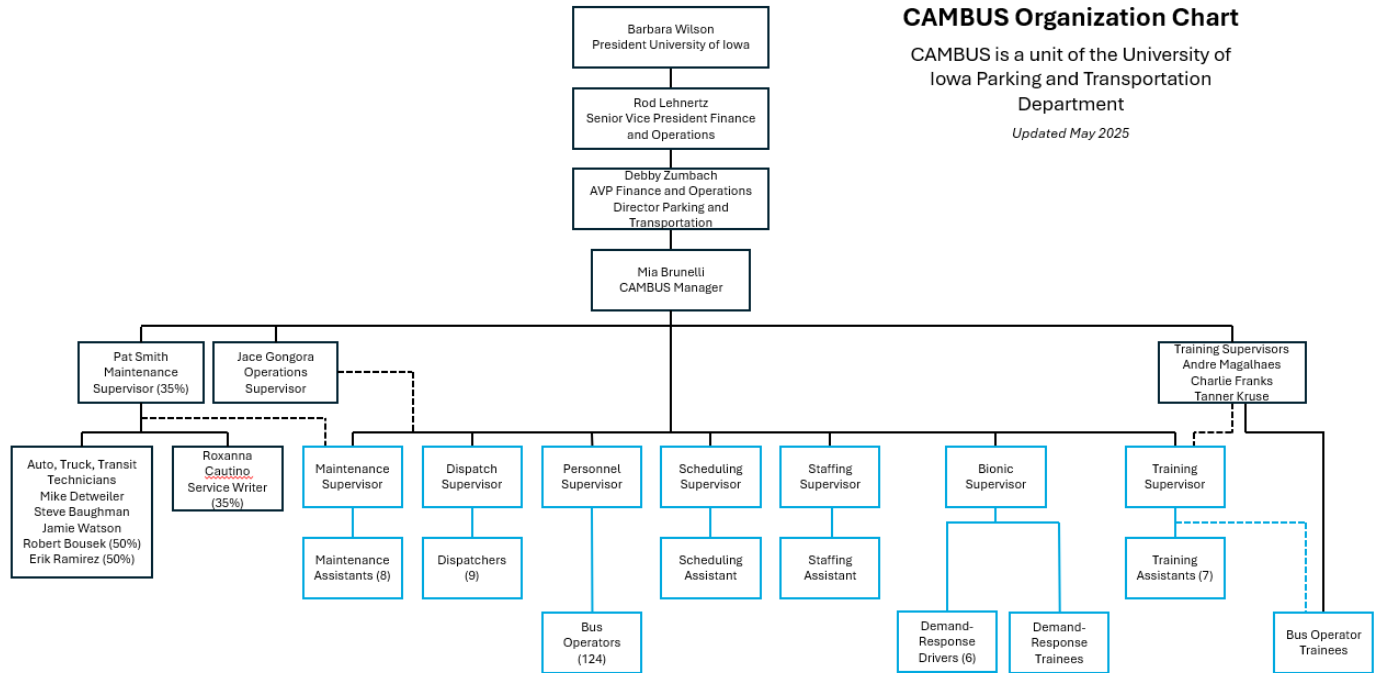 CAMBUS Organization Chart
CAMBUS is a unit of the University of
Iowa Parking and Transportation
Department
Updated May 2025
Barbara Wilson
President University of Iowa
Rod Lehnertz
Senior Vice President Finance
and Operations
Debby Zumbach
AVP Finance and Operations
Director Parking and
Transportation
Mia Brunelli
CAMBUS Manager
Pat Smith
Maintenance
Supervisor (35%)
Jace Gongora
Operations
Supervisor
Training Supervisors
Andre Magalhaes
Charlie Franks
Tanner Kruse
Auto, Truck, Transit
Technicians
Mike Detweiler
Steve Baughman
Jamie Watson
Robert Bousek (50%)
Erik Ramirez (50%)
Roxanna
Cautino
Service Writer
(35%)
Maintenance
Supervisor
Dispatch
Supervisor
Personnel
Supervisor
Scheduling
Supervisor
Staffing
Supervisor
Bionic
Supervisor
Training
Supervisor
Maintenance
Assistants (8)
Dispatchers
(9)
Scheduling
Assistant
Staffing
Assistant
Training
Assistants (7)
Bus
Operators
(124)
Demand-
Response
Drivers (6)
Demand-
Response
Trainees
Bus Operator
Trainees